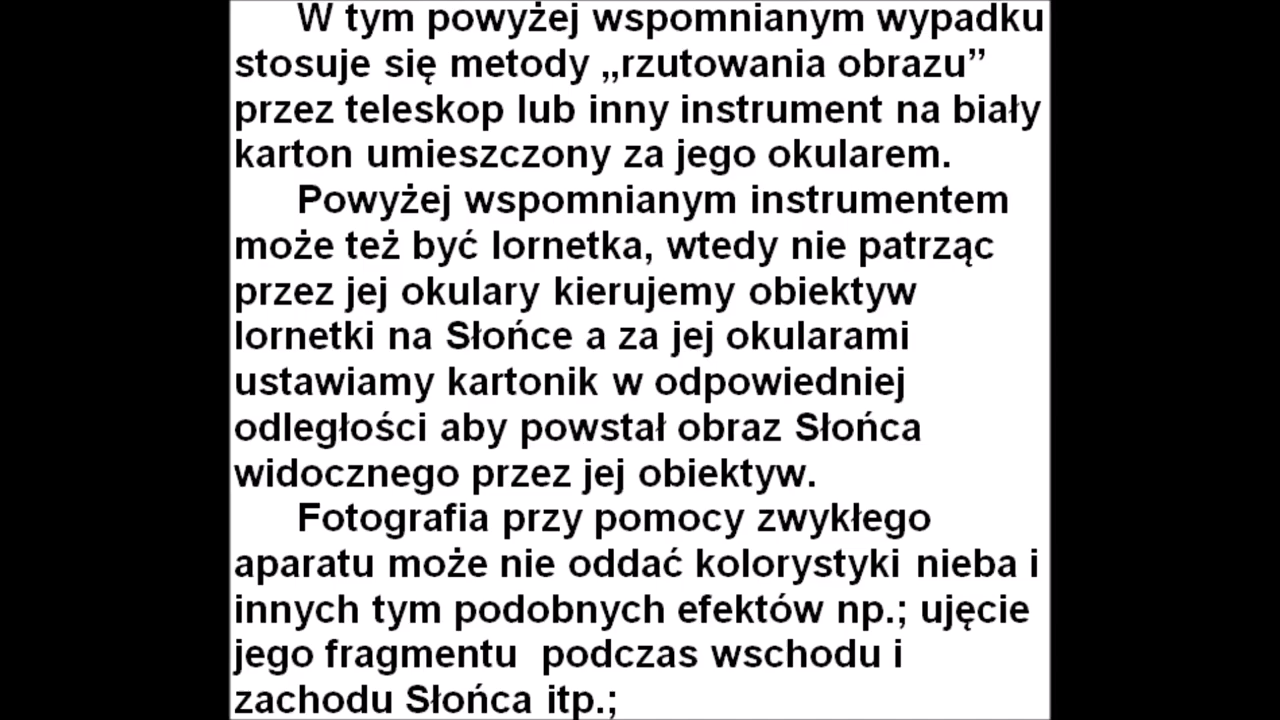 W tym powyżej wspomnianym wypadku
stosuje się metody „rzutowania obrazu”
przez teleskop lub inny instrument na biały
karton umieszczony za jego okularem.
Powyżej wspomnianym instrumentem
może też być lornetka, wtedy nie patrząc
przez jej okulary kierujemy obiektyw
lornetki na Słońce a za jej okularami
ustawiamy kartonik w odpowiedniej
odległości aby powstał obraz Słońca
widocznego przez jej obiektyw.
Fotografia przy pomocy zwykłego
aparatu może nie oddać kolorystyki nieba i
innych tym podobnych efektów np.; ujęcie
jego fragmentu  podczas wschodu i
zachodu Słońca itp.;